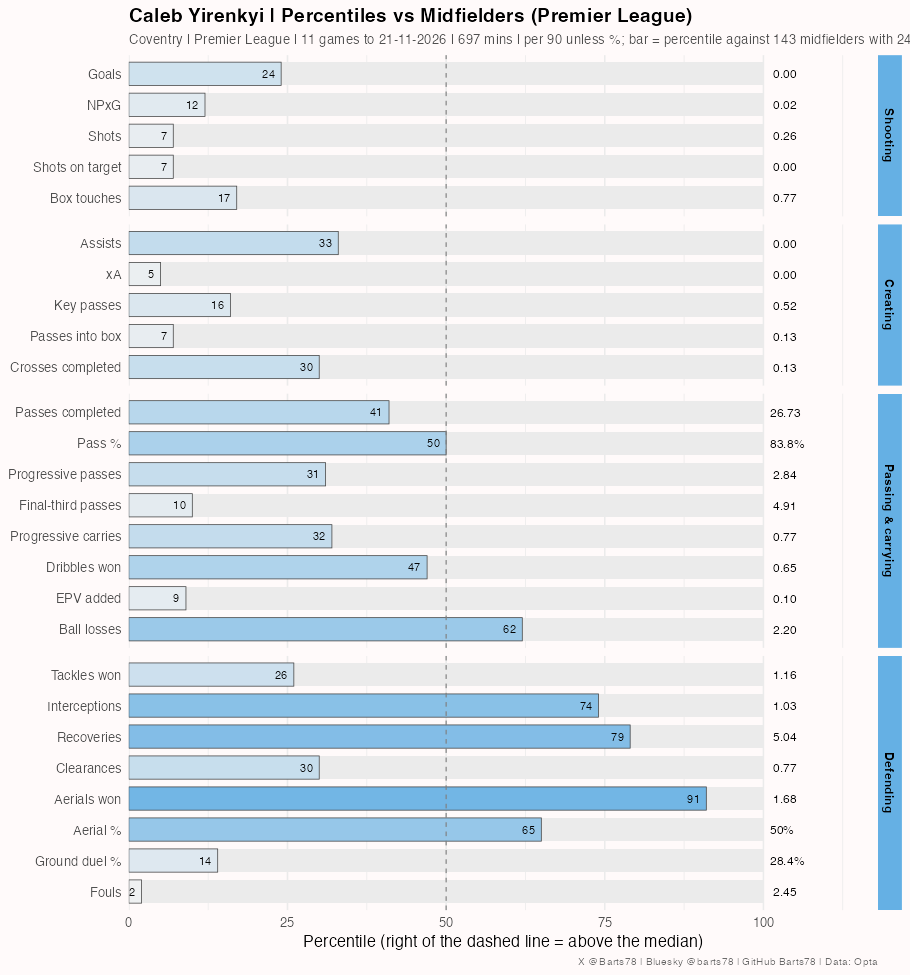 Caleb Yirenkyi | Percentiles vs Midfielders (Premier League)
Coventry | Premier League | 11 games to 21-11-2026 | 697 mins | per 90 unless %; bar = percentile against 143 midfielders with 24
Goals 24 0.00
NPxG 12 0.02
Shots 7 0.26
Shots on target 7 0.00
Box touches 17 0.77
Shooting
Assists 33 0.00
xA 5 0.00
Key passes 16 0.52
Passes into box 7 0.13
Crosses completed 30 0.13
Creating
Passes completed 41 26.73
Pass % 50 83.8%
Progressive passes 31 2.84
Final-third passes 10 4.91
Progressive carries 32 0.77
Dribbles won 47 0.65
EPV added 9 0.10
Ball losses 62 2.20
Passing & carrying
Tackles won 26 1.16
Interceptions 74 1.03
Recoveries 79 5.04
Clearances 30 0.77
Aerials won 91 1.68
Aerial % 65 50%
Ground duel % 14 28.4%
Fouls 2 2.45
Defending
0 25 50 75 100
Percentile (right of the dashed line = above the median)
X @Barts78 | Bluesky @barts78 | GitHub Barts78 | Data: Opta